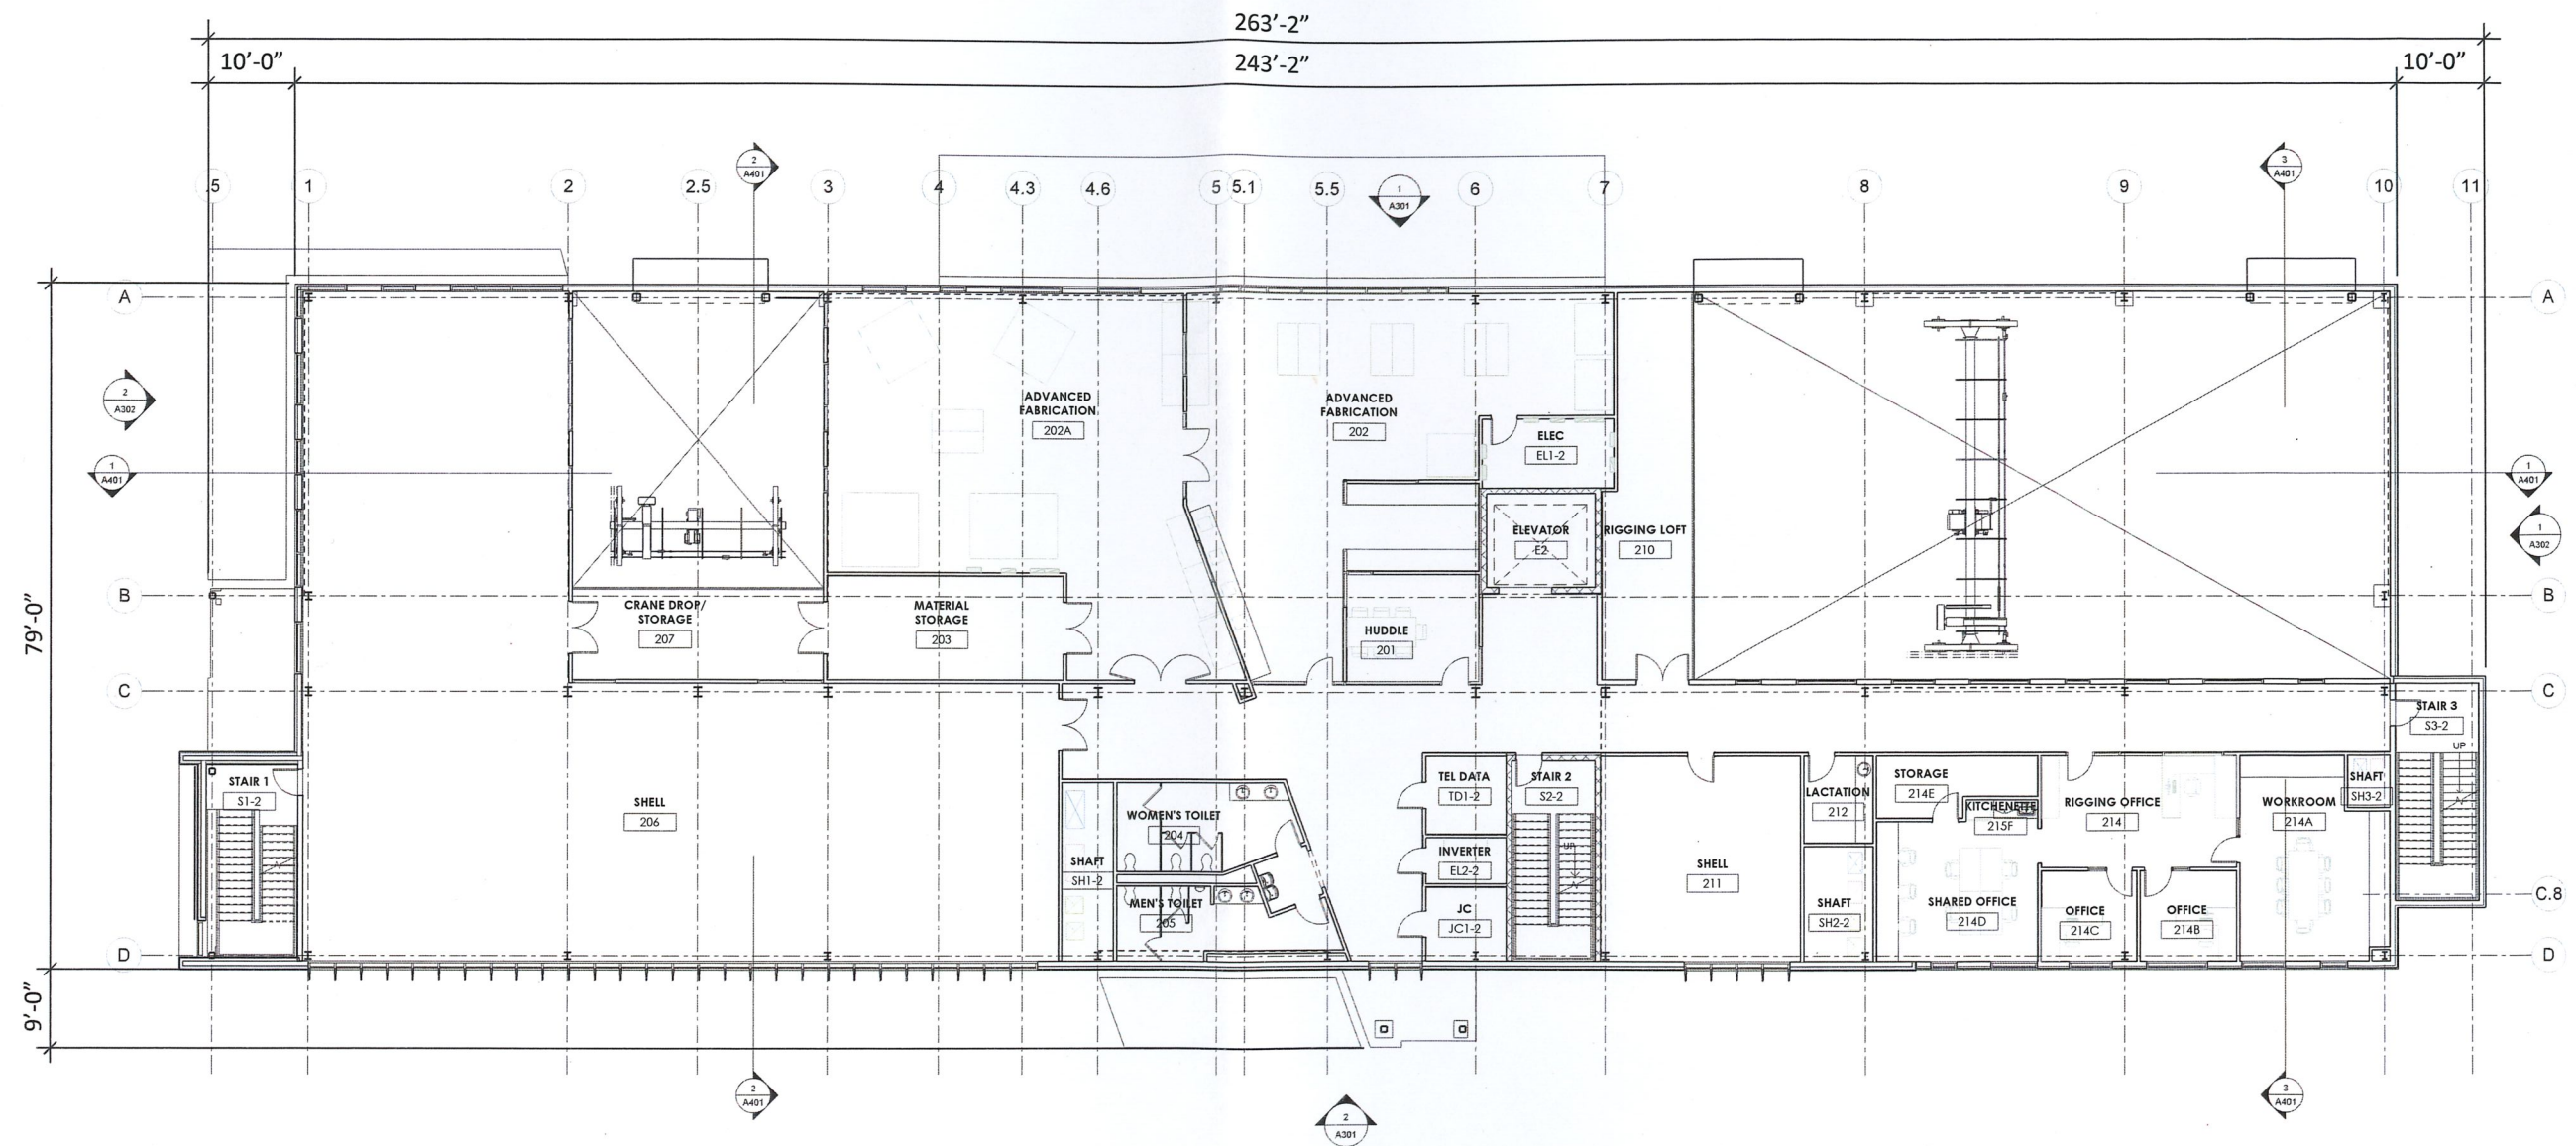 263’-2”
10’-0”
243’-2”
10’-0”
2
A401
3
A401
.5
1
2
2.5
3
4
4.3
4.6
5
5.1
5.5
6
7
8
9
10
11
1
A301
A
A
79’-0”
2
A302
ADVANCED
FABRICATION
202A
ADVANCED
FABRICATION
202
ELEC
EL1-2
1
A401
1
A401
ELEVATOR
E2
RIGGING LOFT
210
1
A302
B
B
CRANE DROP/
STORAGE
207
MATERIAL
STORAGE
203
HUDDLE
201
C
C
STAIR 3
S3-2
UP
STAIR 1
S1-2
SHELL
206
WOMEN'S TOILET
204
TEL DATA
TD1-2
STAIR 2
S2-2
UP
LACTATION
212
STORAGE
214E
KITCHENETTE
215F
RIGGING OFFICE
214
WORKROOM
214A
SHAFT
SH3-2
SHAFT
SH1-2
INVERTER
EL2-2
SHELL
211
MEN'S TOILET
205
JC
JC1-2
SHAFT
SH2-2
SHARED OFFICE
214D
OFFICE
214C
OFFICE
214B
C.8
D
D
9’-0”
2
A401
2
A301
3
A401